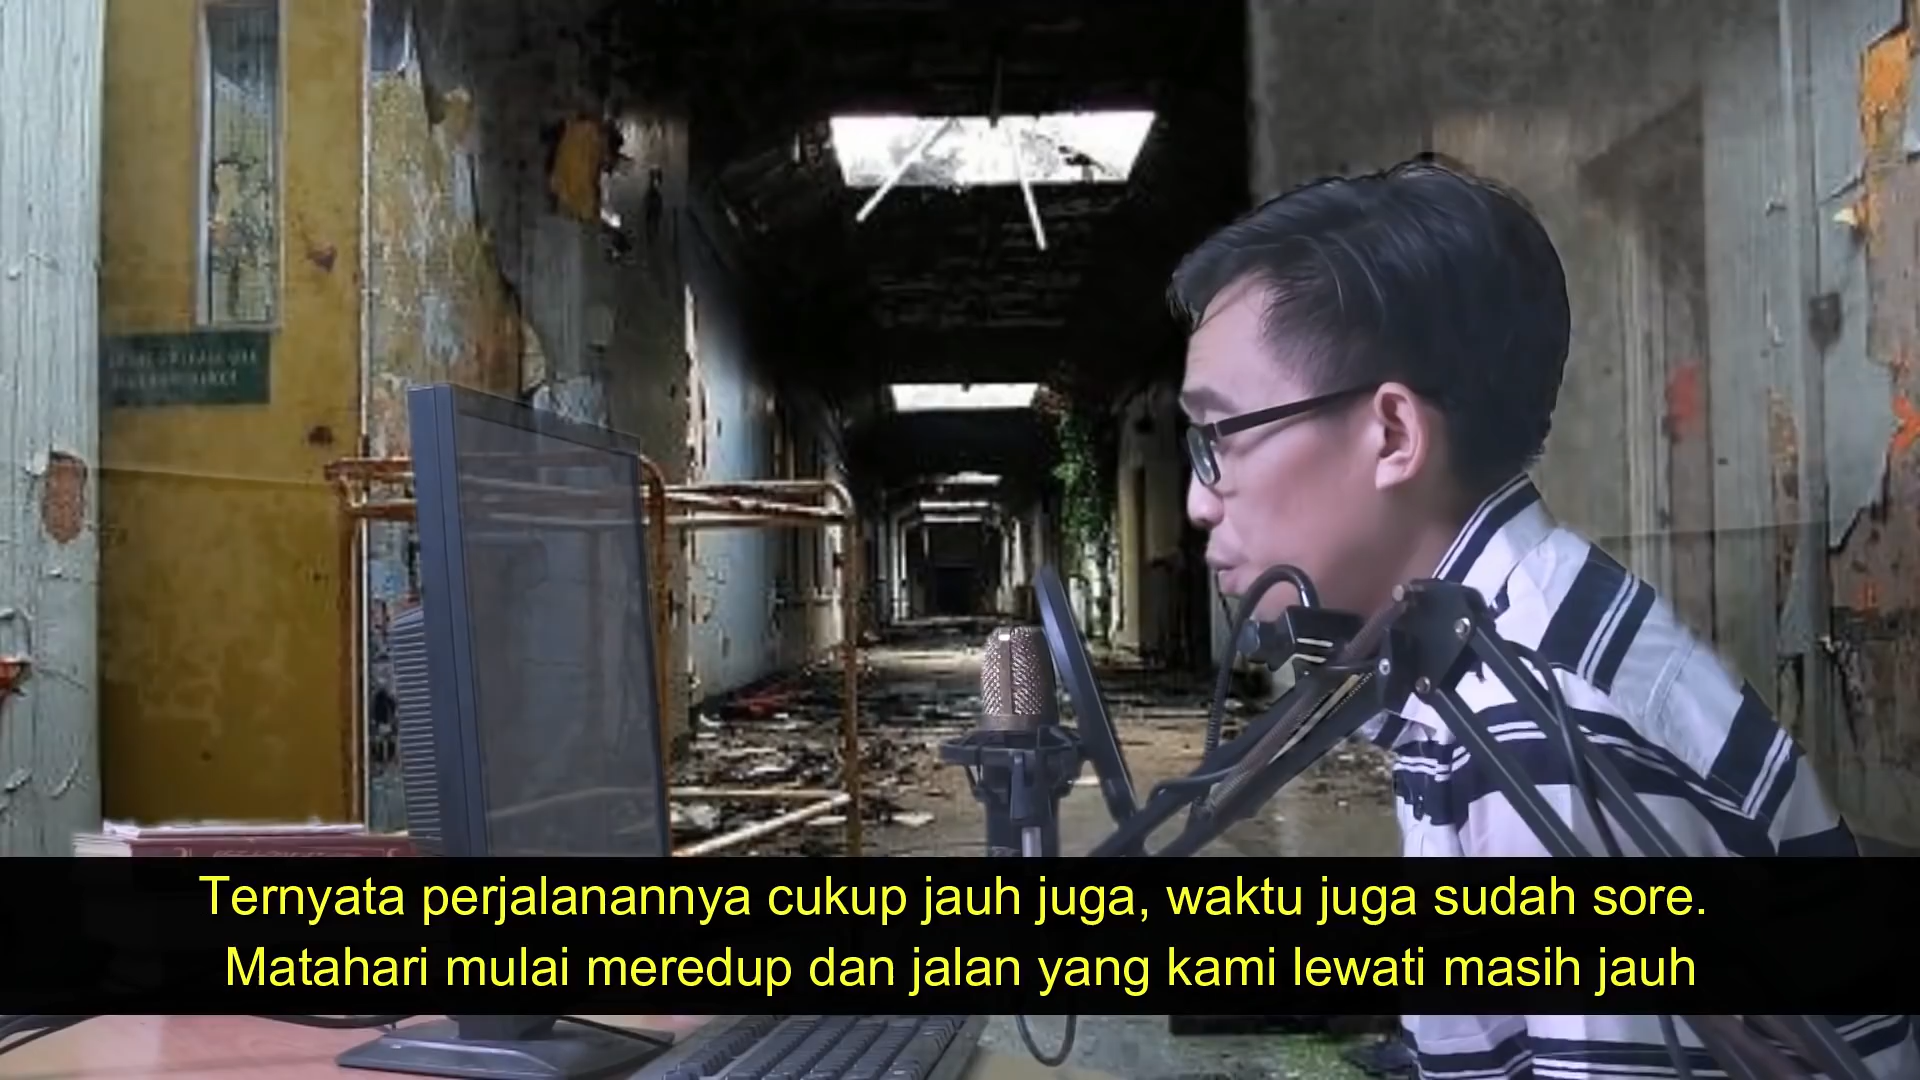 Ternyata perjalanannya cukup jauh juga, waktu juga sudah sore.
Matahari mulai meredup dan jalan yang kami lewati masih jauh